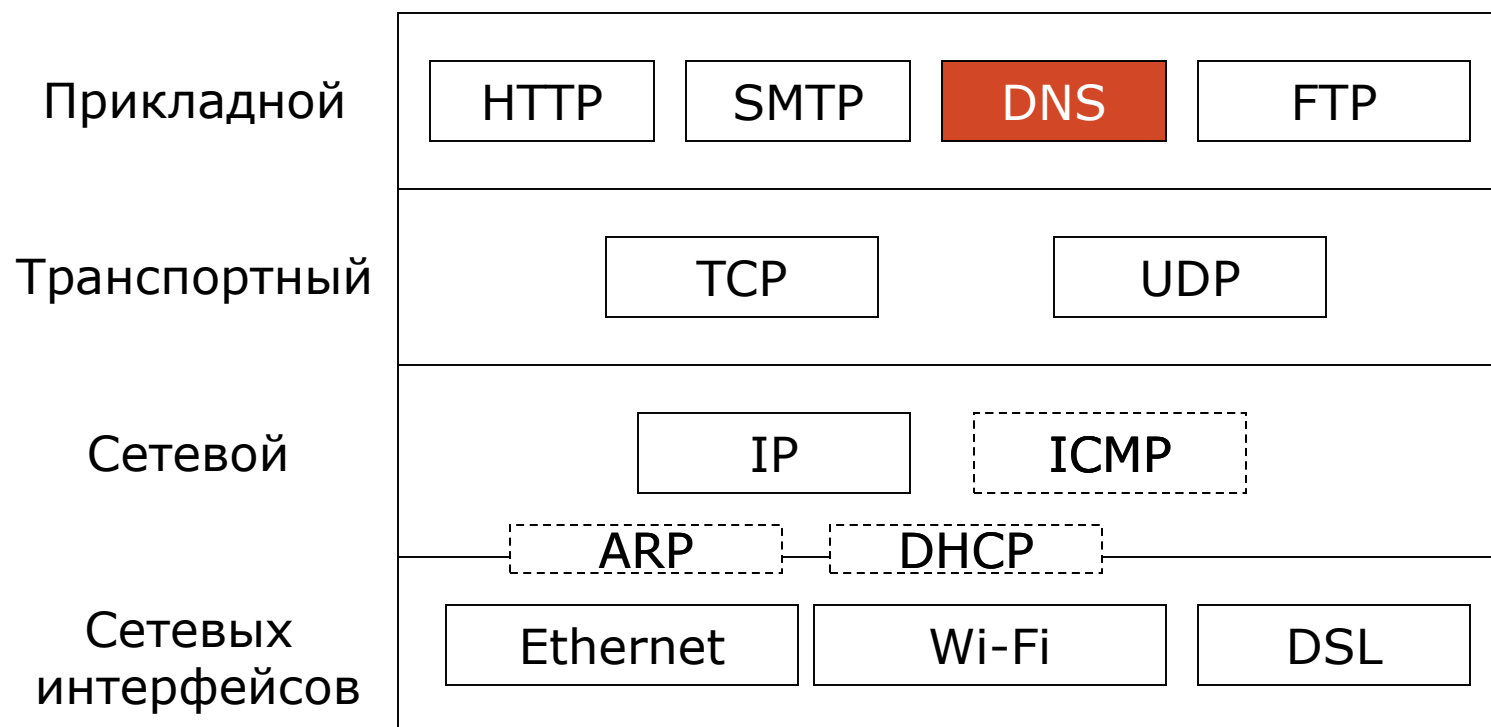 Прикладной
HTTP SMTP DNS FTP
Транспортный
TCP UDP
Сетевой
IP ICMP
ARP DHCP
Сетевых
интерфейсов
Ethernet Wi-Fi DSL